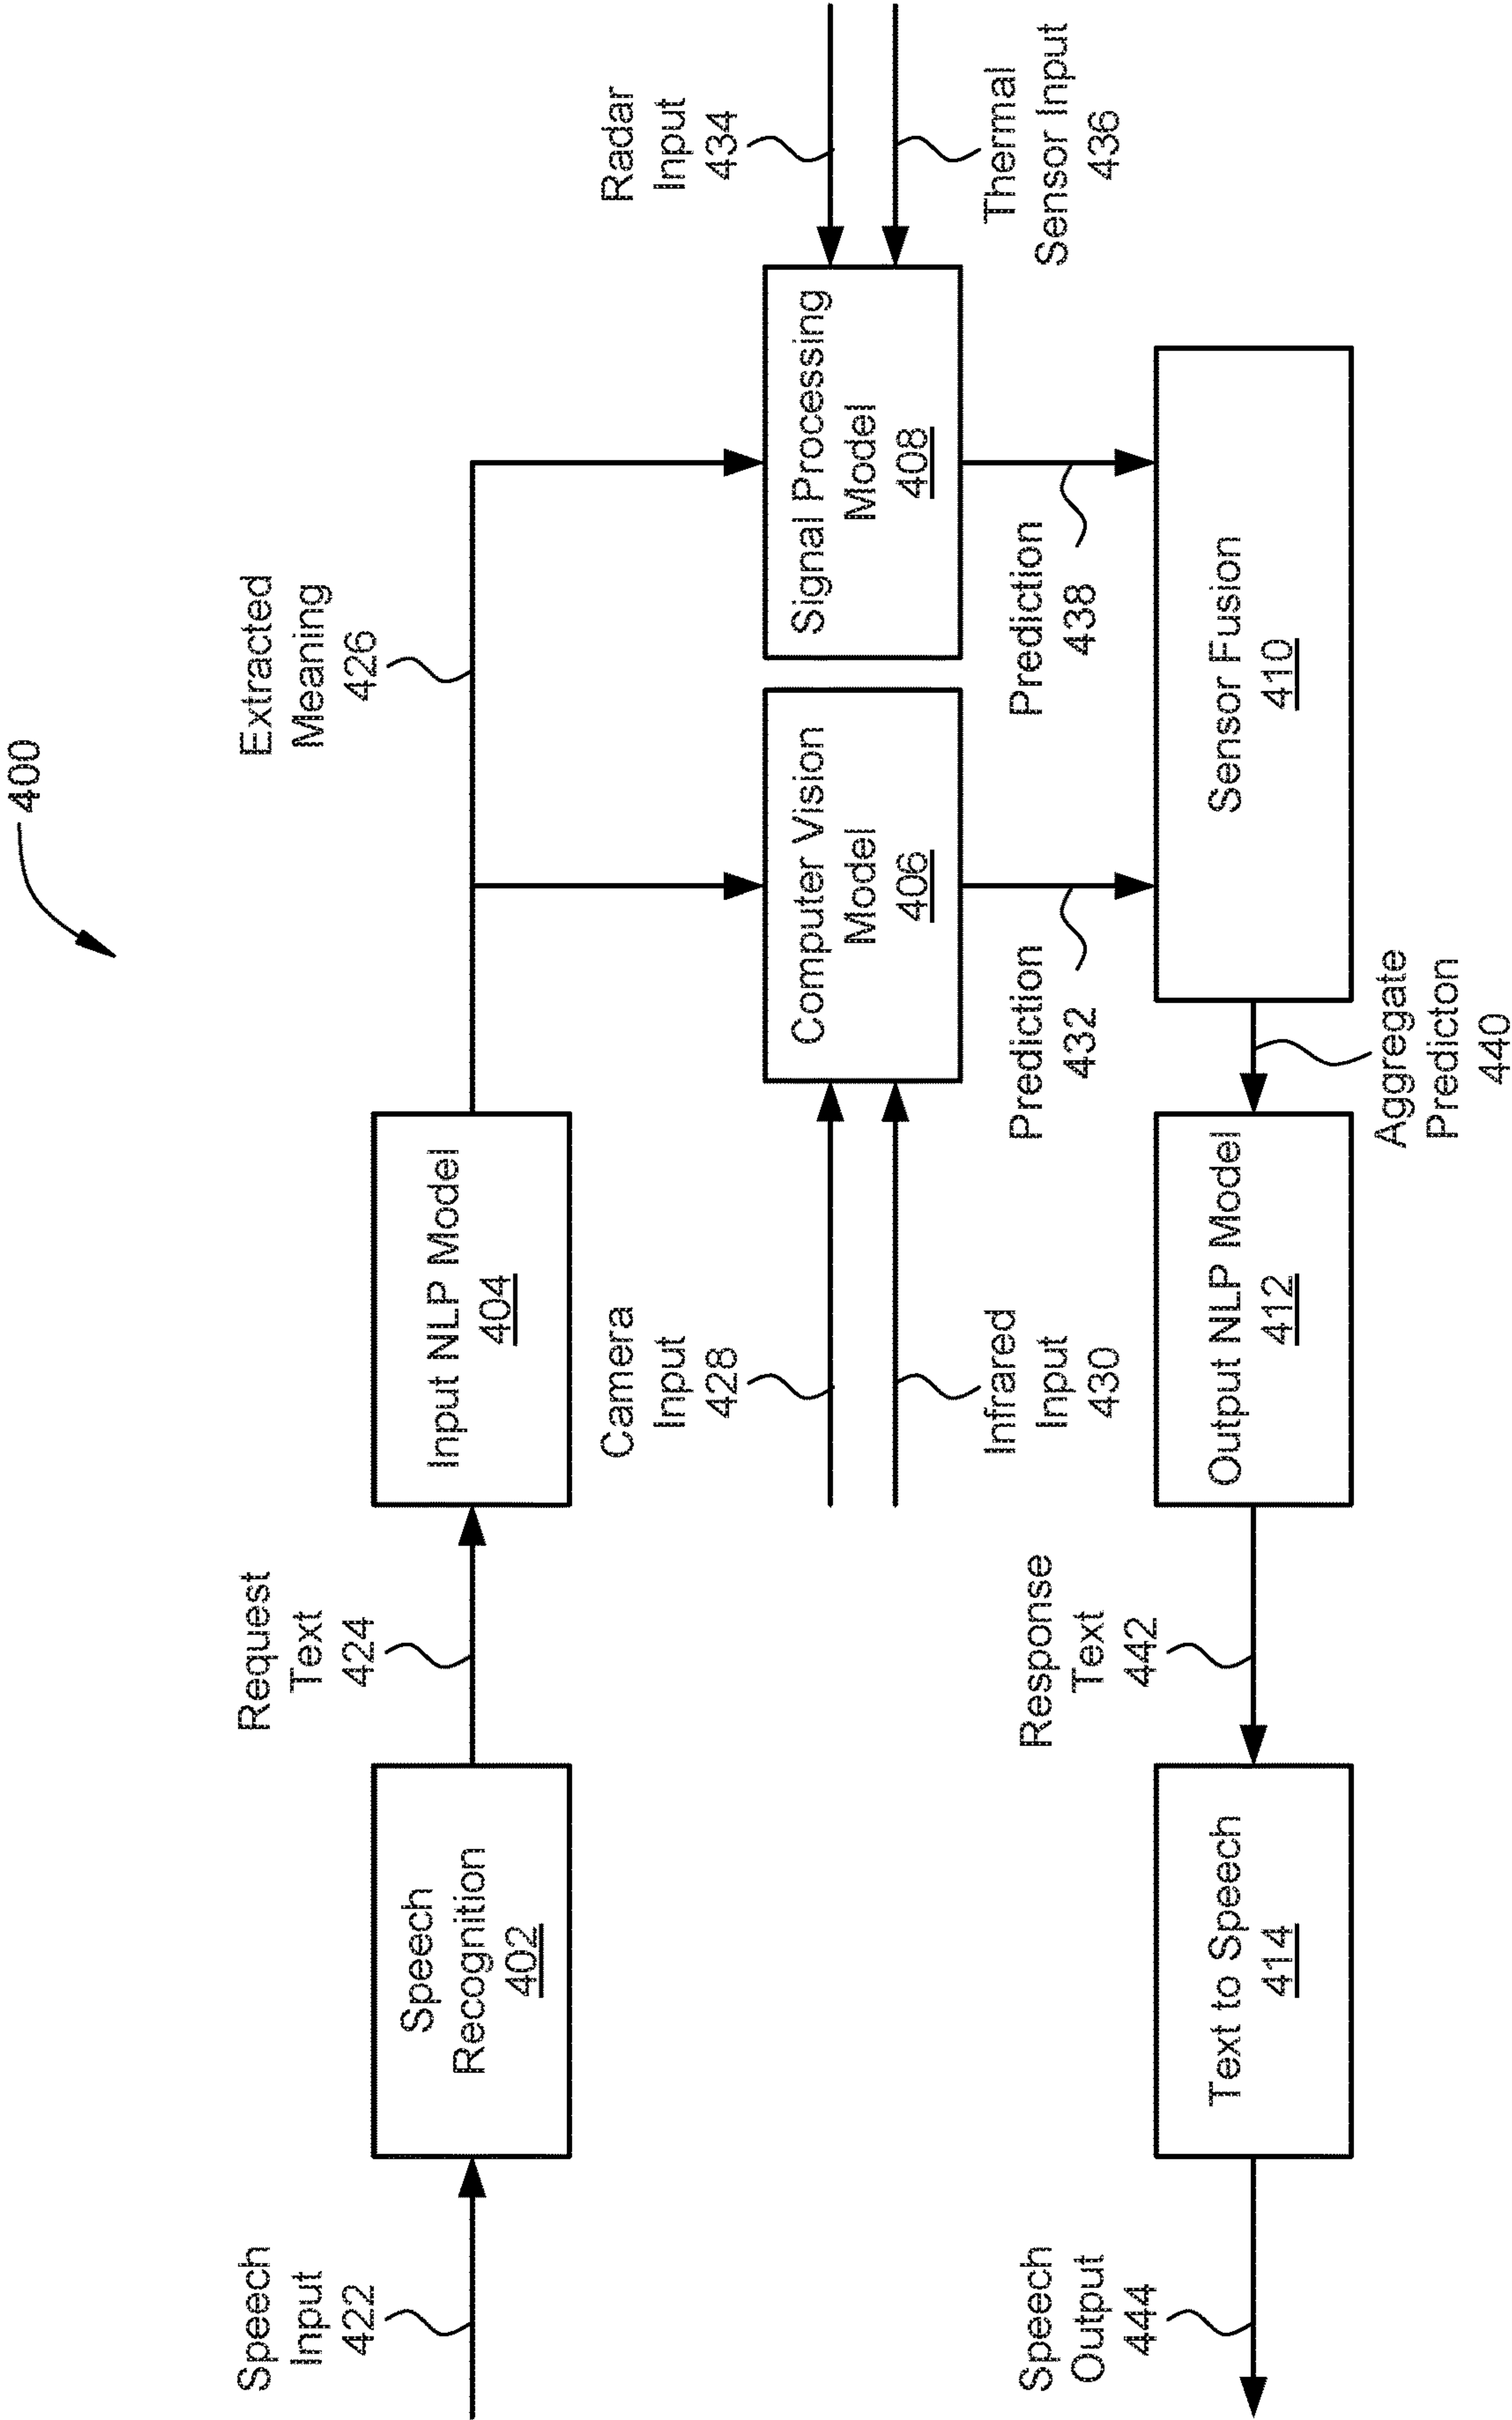 400
Speech
Input
422
Speech
Recognition
402
Request
Text
424
Input NLP Model
404
Extracted
Meaning
426
Camera
Input
428
Infrared
Input
430
Computer Vision
Model
406
Radar
Input
434
Thermal
Sensor Input
436
Signal Processing
Model
408
Prediction
432
Prediction
438
Sensor Fusion
410
Aggregate
Predicton
440
Output NLP Model
412
Response
Text
442
Text to Speech
414
Speech
Output
444